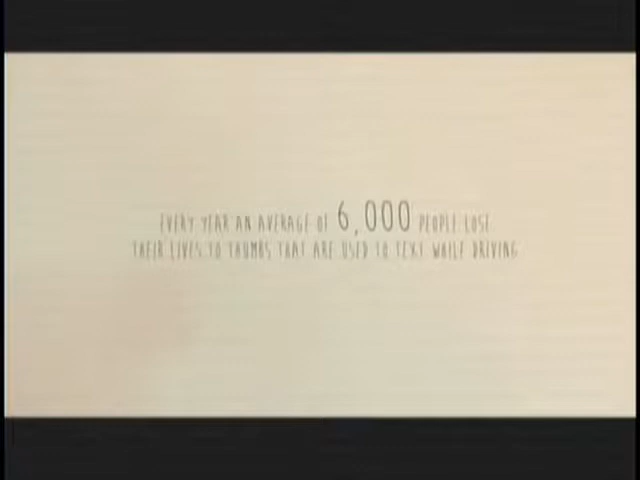 EVERY YEAR AN AVERAGE OF 6,000 PEOPLE LOSE
THEIR LIVES TO THUMBS THAT ARE USED TO TEXT WHILE DRIVING